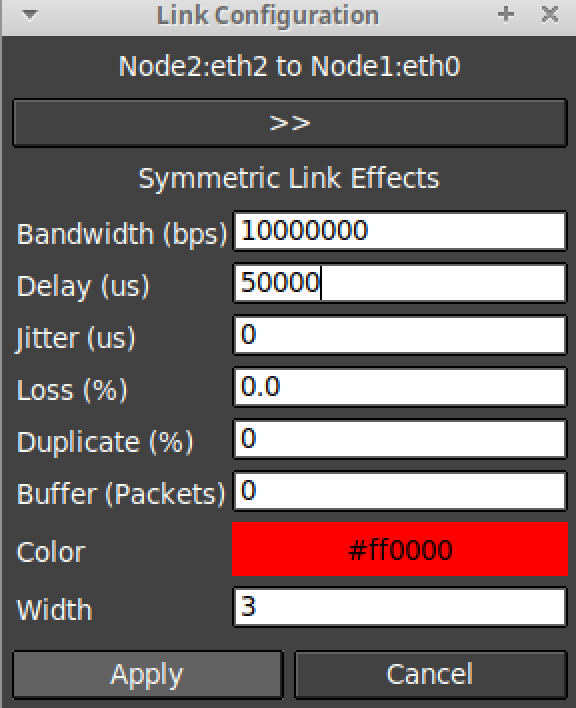 Link Configuration
Node2:eth2 to Node1:eth0
>>
Symmetric Link Effects
Bandwidth (bps) 10000000
Delay (us) 50000
Jitter (us) 0
Loss (%) 0.0
Duplicate (%) 0
Buffer (Packets) 0
Color #ff0000
Width 3
Apply Cancel